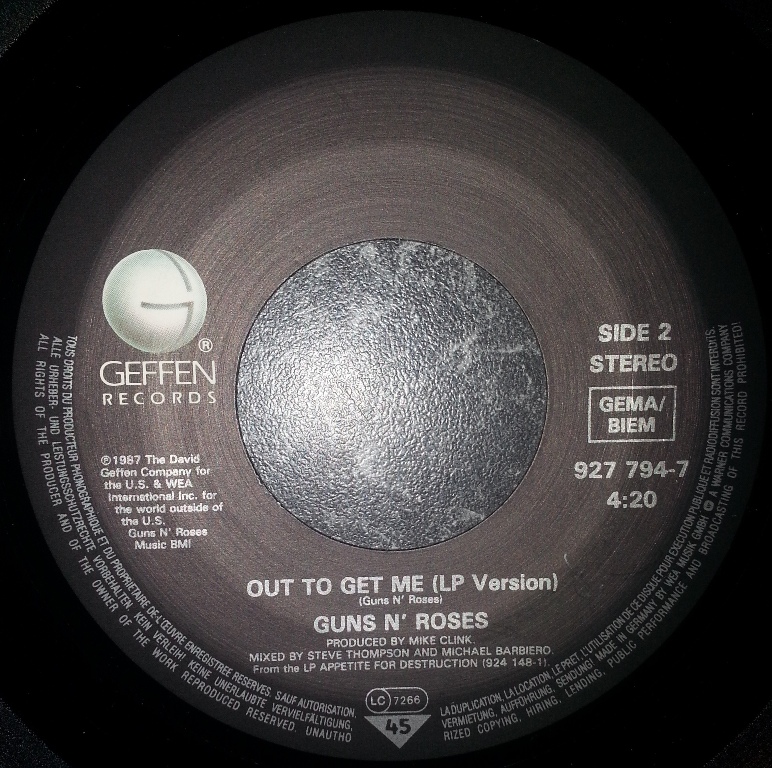 GEFFEN ®
RECORDS
℗1987 The David
Geffen Company for
the U.S. & WEA
International Inc. for
the world outside of
the U.S.
Guns N' Roses
Music BMI
SIDE 2
STEREO
GEMA/
BIEM
927 794-7
4:20
OUT TO GET ME (LP Version)
(Guns N' Roses)
GUNS N' ROSES
PRODUCED BY MIKE CLINK.
MIXED BY STEVE THOMPSON AND MICHAEL BARBIERO.
From the LP APPETITE FOR DESTRUCTION (924 148-1).
LC 7266
45
TOUS DROITS DU PRODUCTEUR PHONOGRAPHIQUE ET DU PROPRIETAIRE DE L'ŒUVRE ENREGISTREE RESERVES SAUF AUTORISATION, LA DUPLICATION, LA LOCATION, LE PRET, L'UTILISATION DE CE DISQUE POUR EXECUTION PUBLIQUE ET RADIODIFFUSION SONT INTERDITS.
ALLE URHEBER- UND LEISTUNGSSCHUTZRECHTE VORBEHALTEN. KEIN VERLEIH! KEINE UNERLAUBTE VERVIELFÄLTIGUNG, VERMIETUNG, AUFFÜHRUNG, SENDUNG! MADE IN GERMANY BY WEA MUSIK GMBH Ⓦ A WARNER COMMUNICATIONS COMPANY
ALL RIGHTS OF THE PRODUCER AND OF THE OWNER OF THE WORK REPRODUCED RESERVED. UNAUTHORIZED COPYING, HIRING, LENDING, PUBLIC PERFORMANCE AND BROADCASTING OF THIS RECORD PROHIBITED!